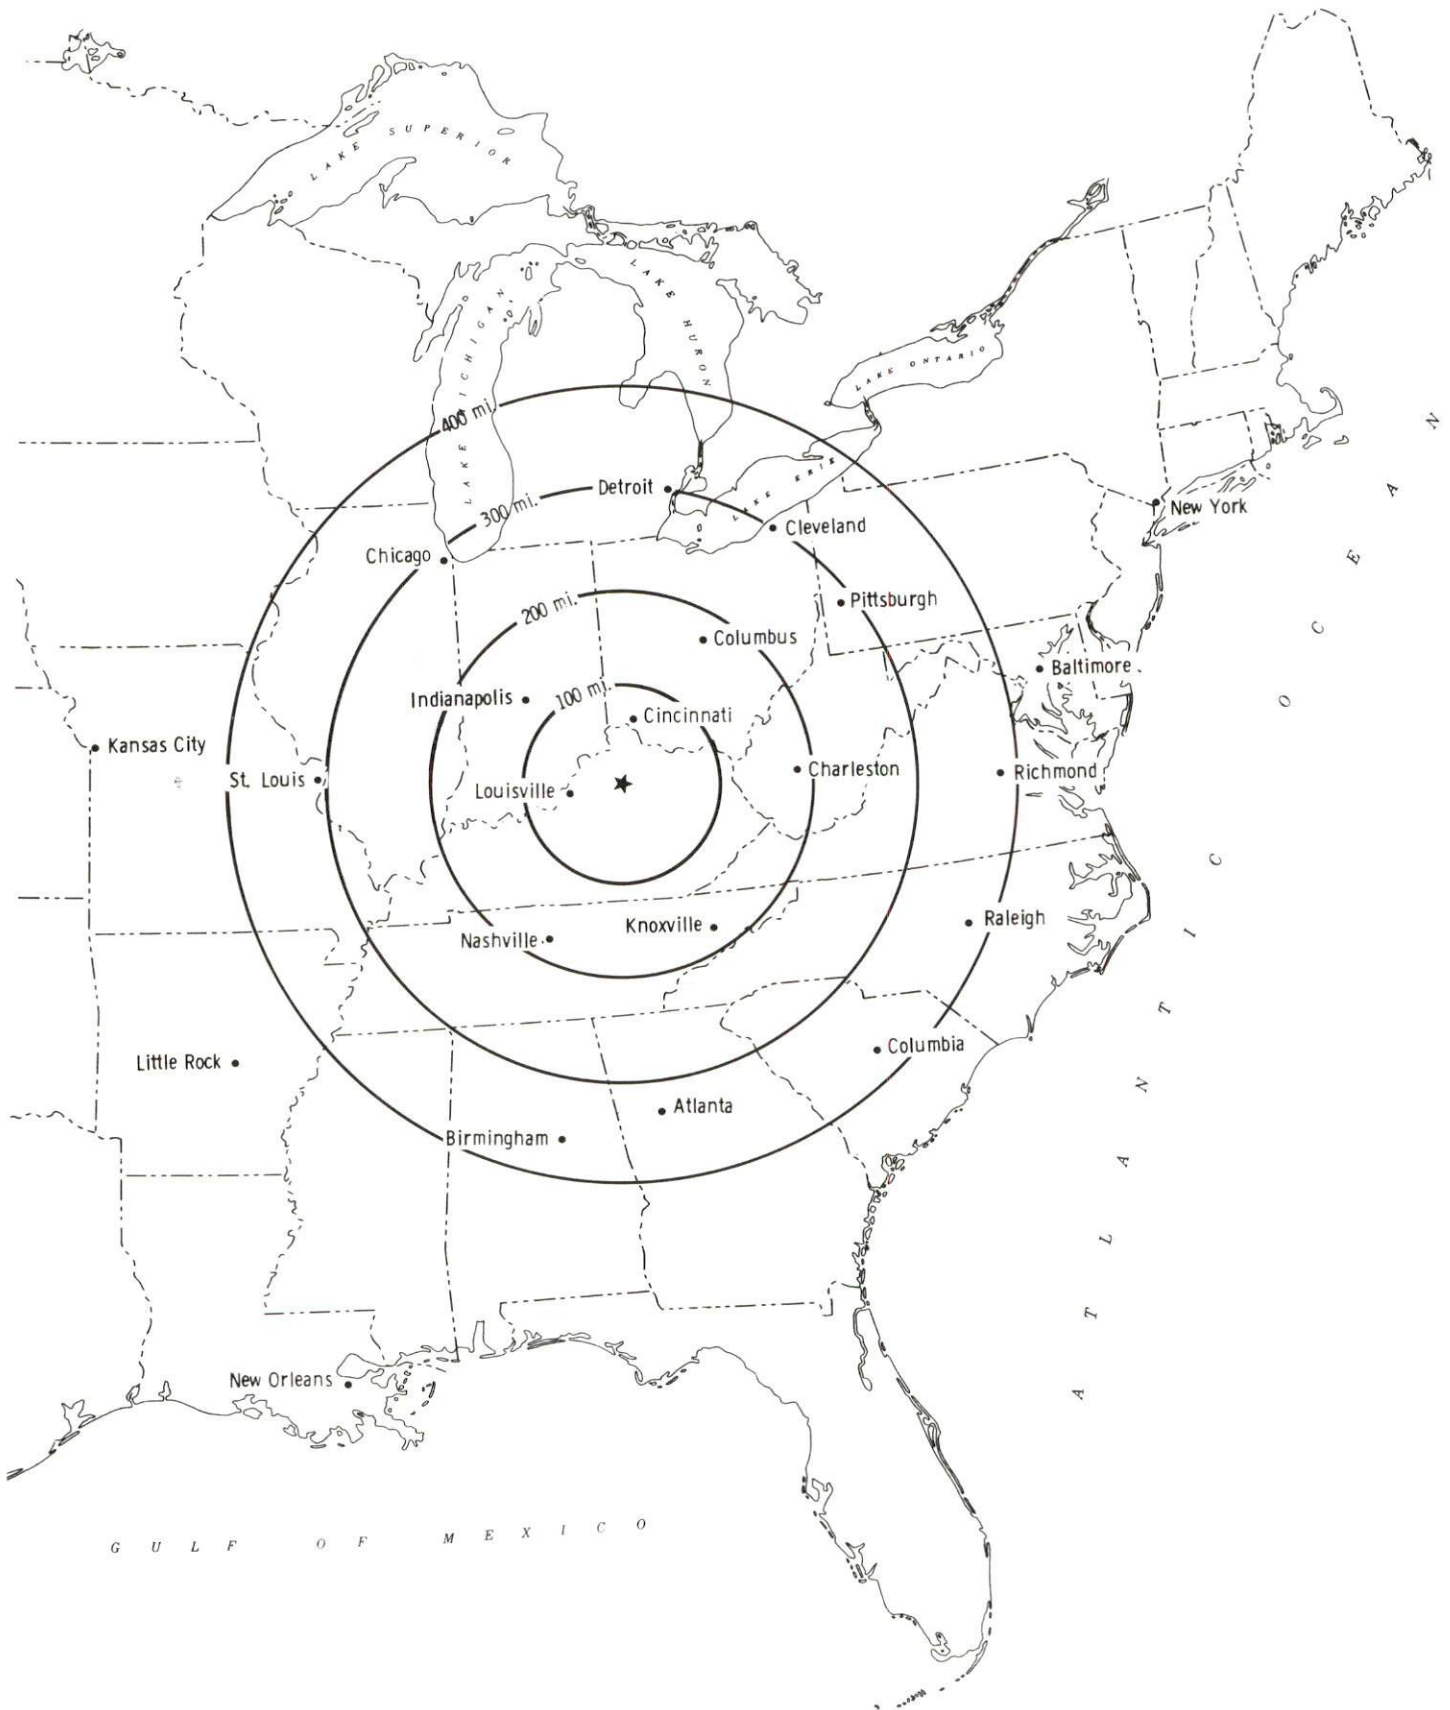 LAKE SUPERIOR
LAKE MICHIGAN
LAKE HURON
LAKE ONTARIO
LAKE ERIE
400 mi.
300 mi.
Detroit
Cleveland
New York
Chicago
200 mi.
Pittsburgh
Columbus
Baltimore
Indianapolis
100 mi.
Cincinnati
Kansas City
St. Louis
Louisville
Charleston
Richmond
Nashville
Knoxville
Raleigh
Little Rock
Columbia
Atlanta
Birmingham
New Orleans
ATLANTIC OCEAN
GULF OF MEXICO